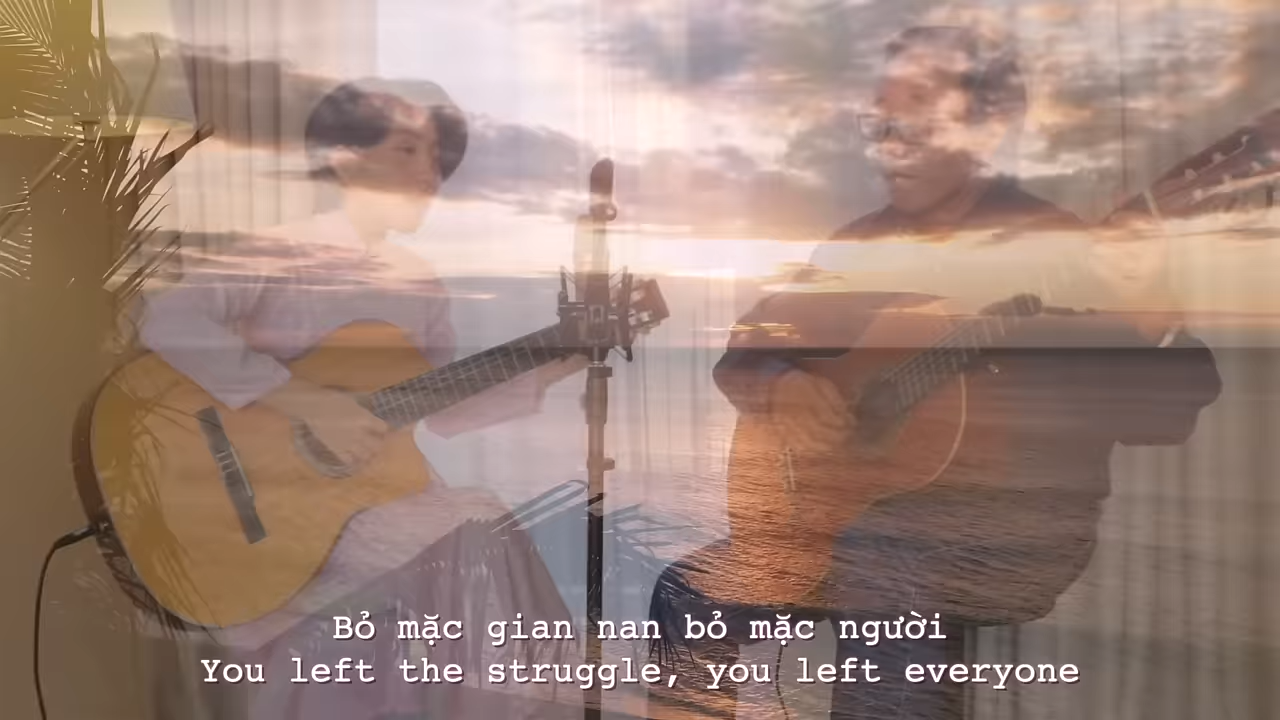 Bỏ mặc gian nan bỏ mặc người
You left the struggle, you left everyone